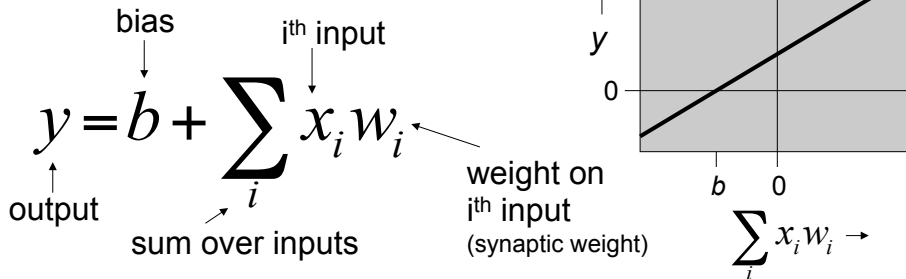 bias
iᵗʰ input
y = b + ∑ᵢ xᵢwᵢ
output
sum over inputs
weight on
iᵗʰ input
(synaptic weight)
y
0
b 0
∑ᵢ xᵢwᵢ →